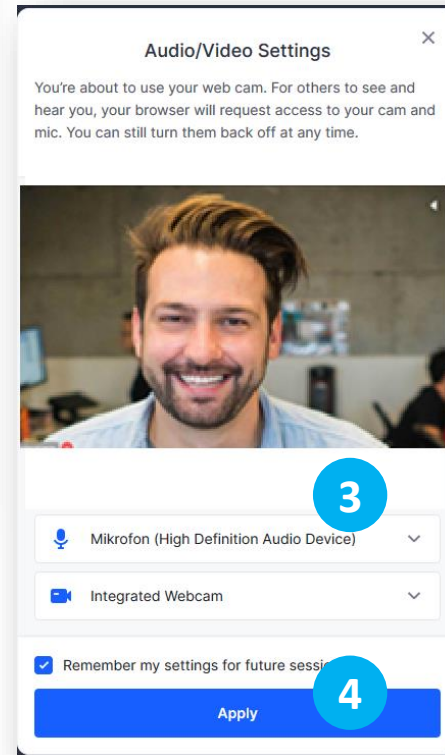 Audio/Video Settings
You're about to use your web cam. For others to see and
hear you, your browser will request access to your cam and
mic. You can still turn them back off at any time.
3
Mikrofon (High Definition Audio Device)
Integrated Webcam
Remember my settings for future
4
Apply